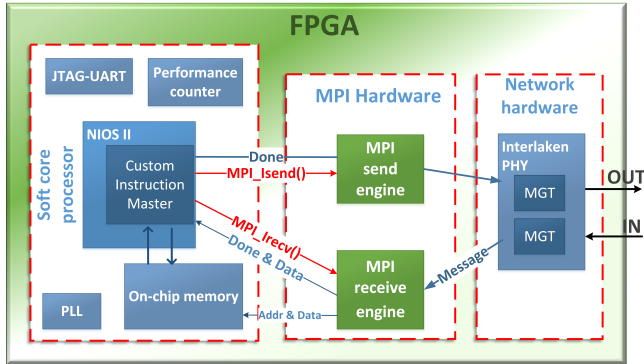 FPGA
JTAG-UART
Performance
counter
MPI Hardware
Network
hardware
Soft core
processor
NIOS II
Custom
Instruction
Master
Done
MPI_Isend()
MPI
send
engine
Interlaken
PHY
MGT
MGT
OUT
IN
MPI_Irecv()
Done & Data
MPI
receive
engine
Message
PLL
On-chip memory
Addr & Data